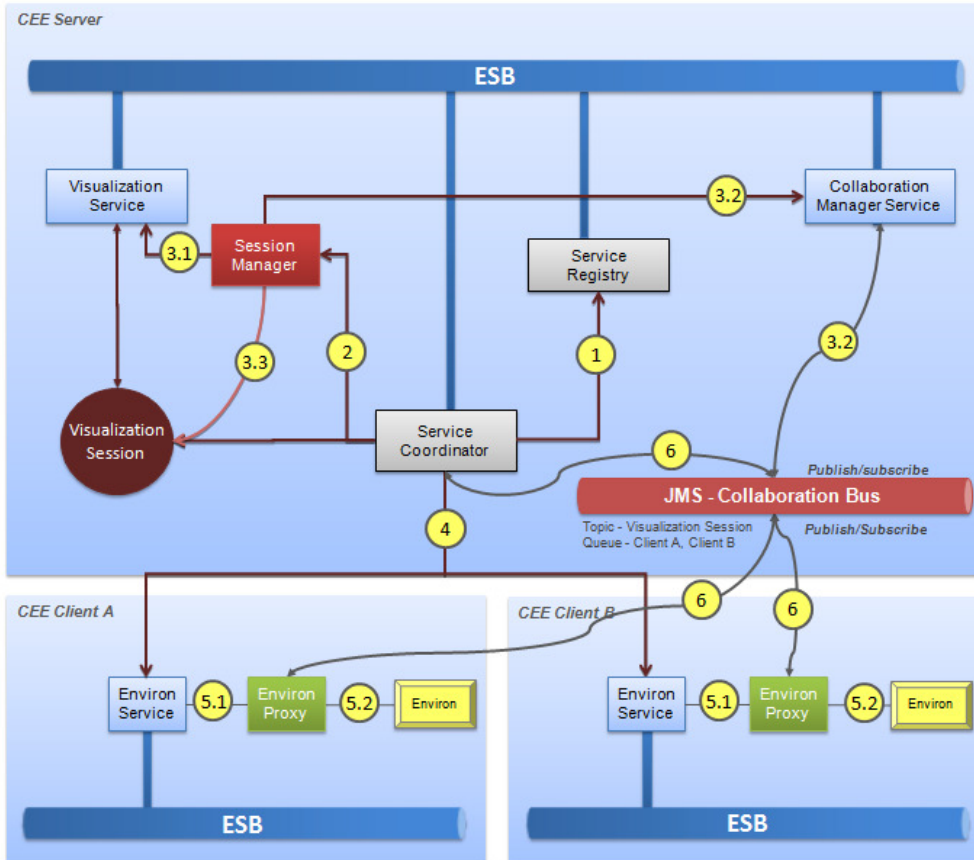 CEE Server
ESB
Visualization
Service
3.2
Collaboration
Manager Service
3.1
Session
Manager
Service
Registry
3.3
2
1
3.2
Visualization
Session
Service
Coordinator
6
Publish/subscribe
JMS - Collaboration Bus
4
Topic - Visualization Session
Queue - Client A, Client B
Publish/Subscribe
CEE Client A
6
CEE Client B
6
Environ
Service
5.1
Environ
Proxy
5.2
Environ
Environ
Service
5.1
Environ
Proxy
5.2
Environ
ESB
ESB